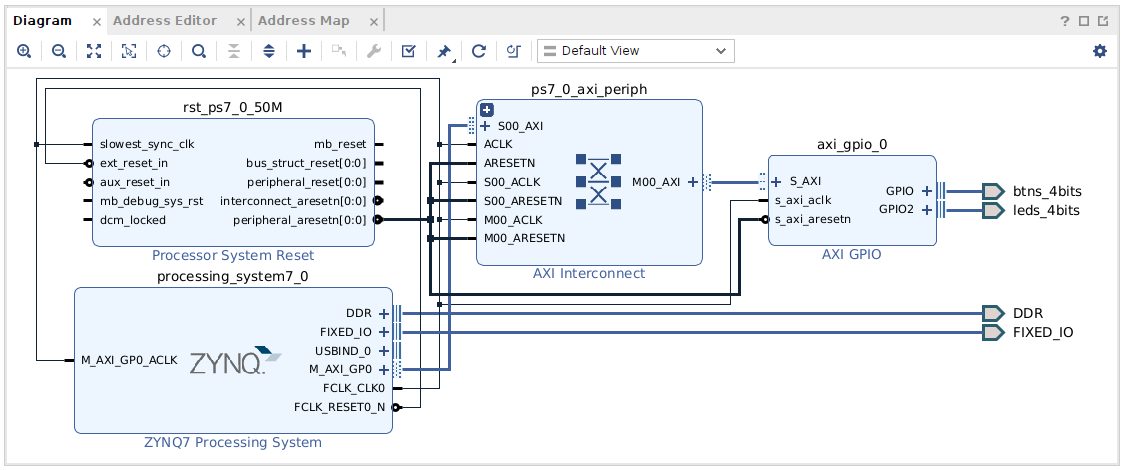 Diagram
Address Editor
Address Map
Default View
rst_ps7_0_50M
slowest_sync_clk
ext_reset_in
aux_reset_in
mb_debug_sys_rst
dcm_locked
mb_reset
bus_struct_reset[0:0]
peripheral_reset[0:0]
interconnect_aresetn[0:0]
peripheral_aresetn[0:0]
Processor System Reset
processing_system7_0
M_AXI_GP0_ACLK
ZYNQ
DDR
FIXED_IO
USBIND_0
M_AXI_GP0
FCLK_CLK0
FCLK_RESET0_N
ZYNQ7 Processing System
ps7_0_axi_periph
S00_AXI
ACLK
ARESETN
S00_ACLK
S00_ARESETN
M00_ACLK
M00_ARESETN
M00_AXI
AXI Interconnect
axi_gpio_0
S_AXI
s_axi_aclk
s_axi_aresetn
GPIO
GPIO2
AXI GPIO
btns_4bits
leds_4bits
DDR
FIXED_IO